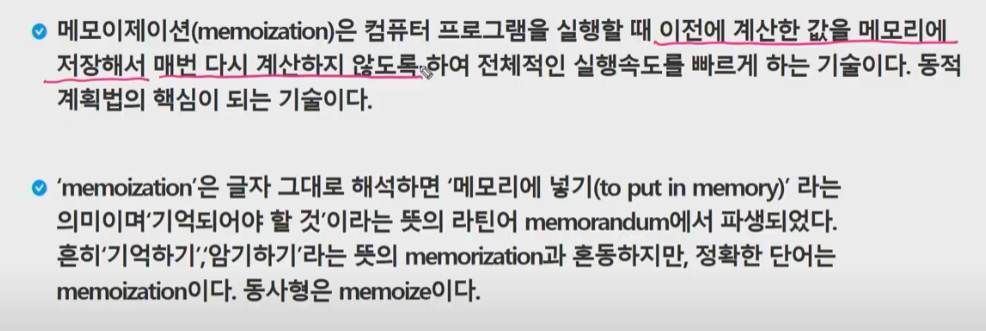 메모이제이션(memoization)은 컴퓨터 프로그램을 실행할 때 이전에 계산한 값을 메모리에
저장해서 매번 다시 계산하지 않도록 하여 전체적인 실행속도를 빠르게 하는 기술이다. 동적
계획법의 핵심이 되는 기술이다.
‘memoization’은 글자 그대로 해석하면 ‘메모리에 넣기(to put in memory)’ 라는
의미이며‘기억되어야 할 것’이라는 뜻의 라틴어 memorandum에서 파생되었다.
흔히‘기억하기’,‘암기하기’라는 뜻의 memorization과 혼동하지만, 정확한 단어는
memoization이다. 동사형은 memoize이다.